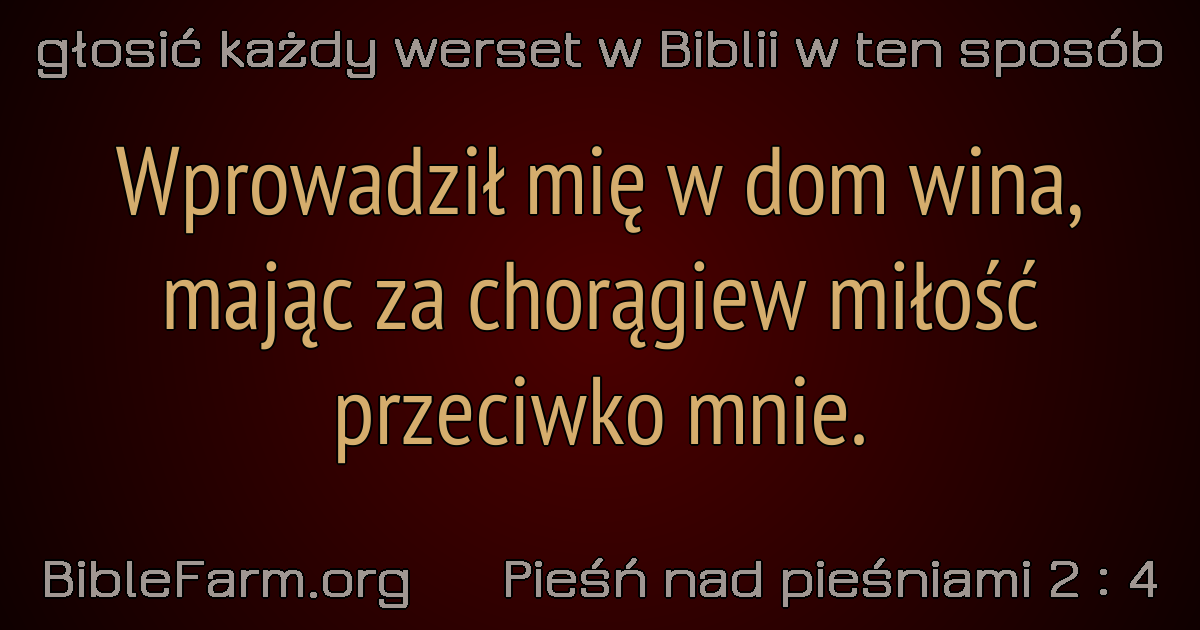 głosić każdy werset w Biblii w ten sposób
Wprowadził mię w dom wina,
mając za chorągiew miłość
przeciwko mnie.
BibleFarm.org
Pieśń nad pieśniami 2 : 4